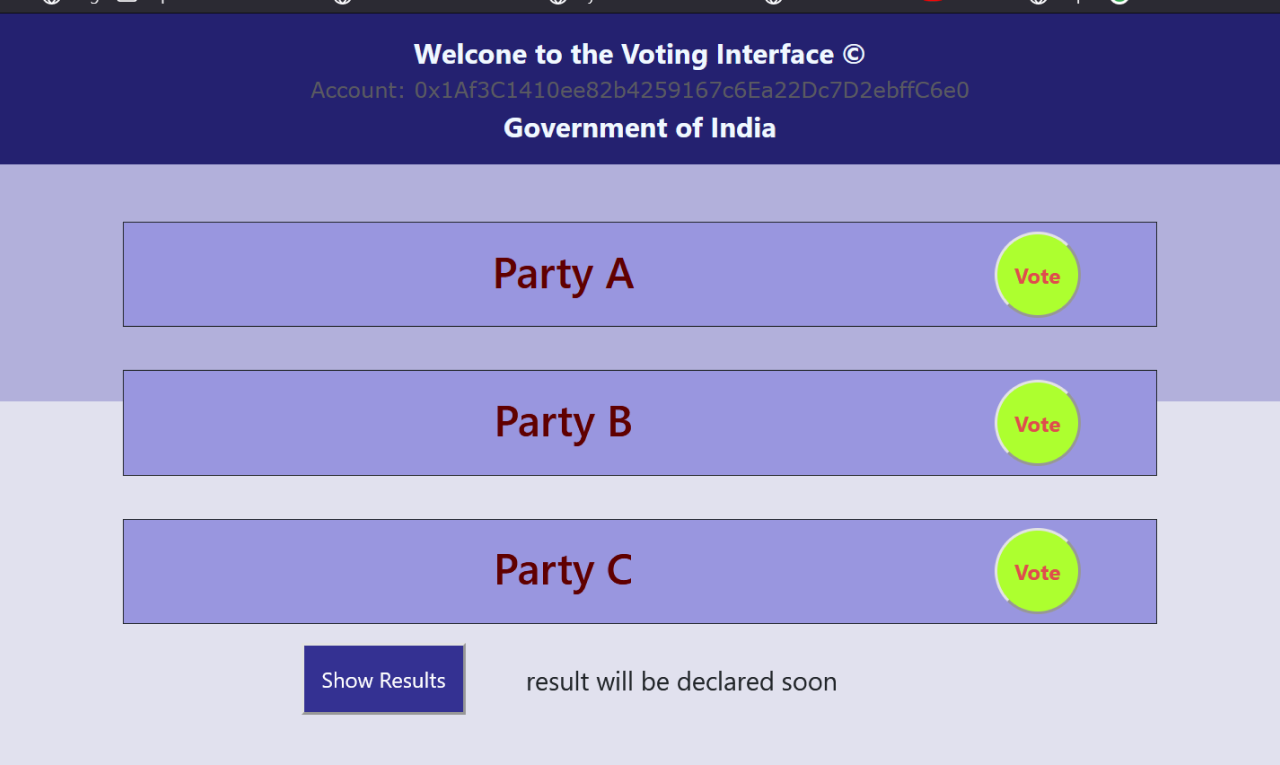 Welcone to the Voting Interface ©
Account: 0x1Af3C1410ee82b4259167c6Ea22Dc7D2ebffC6e0
Government of India
Party A
Vote
Party B
Vote
Party C
Vote
Show Results
result will be declared soon